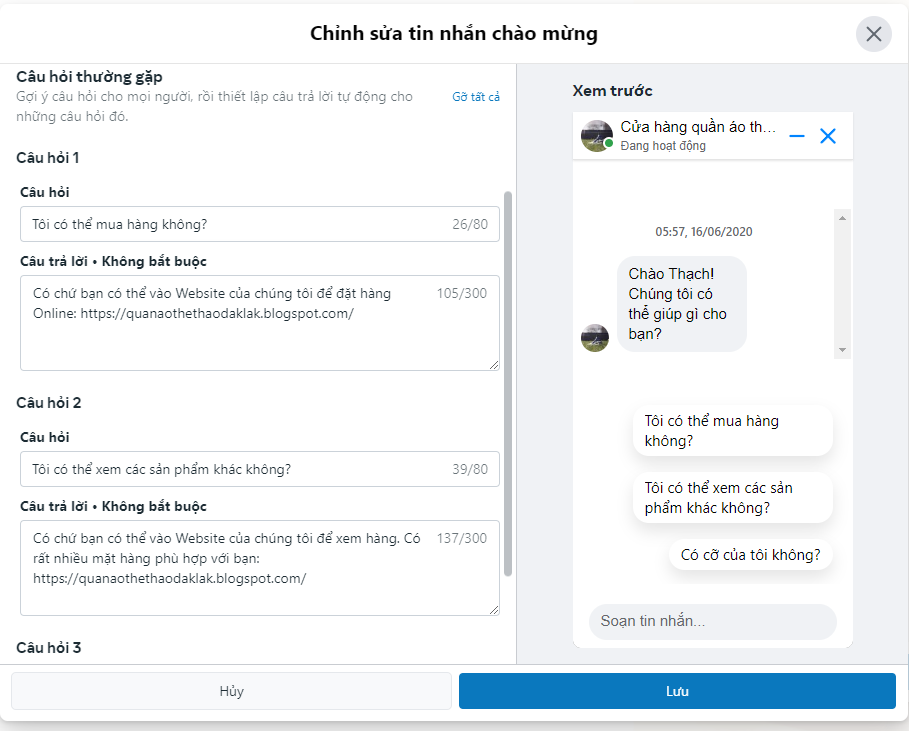 Chỉnh sửa tin nhắn chào mừng
Câu hỏi thường gặp
Gợi ý câu hỏi cho mọi người, rồi thiết lập câu trả lời tự động cho
những câu hỏi đó.
Gỡ tất cả
Câu hỏi 1
Câu hỏi
Tôi có thể mua hàng không?
26/80
Câu trả lời • Không bắt buộc
Có chứ bạn có thể vào Website của chúng tôi để đặt hàng
Online: https://quanaothethaodaklak.blogspot.com/
105/300
Câu hỏi 2
Câu hỏi
Tôi có thể xem các sản phẩm khác không?
39/80
Câu trả lời • Không bắt buộc
Có chứ bạn có thể vào Website của chúng tôi để xem hàng. Có
rất nhiều mặt hàng phù hợp với bạn:
https://quanaothethaodaklak.blogspot.com/
137/300
Câu hỏi 3
Xem trước
Cửa hàng quần áo th...
Đang hoạt động
05:57, 16/06/2020
Chào Thạch!
Chúng tôi có
thể giúp gì cho
bạn?
Tôi có thể mua hàng
không?
Tôi có thể xem các sản
phẩm khác không?
Có cỡ của tôi không?
Soạn tin nhắn...
Hủy
Lưu